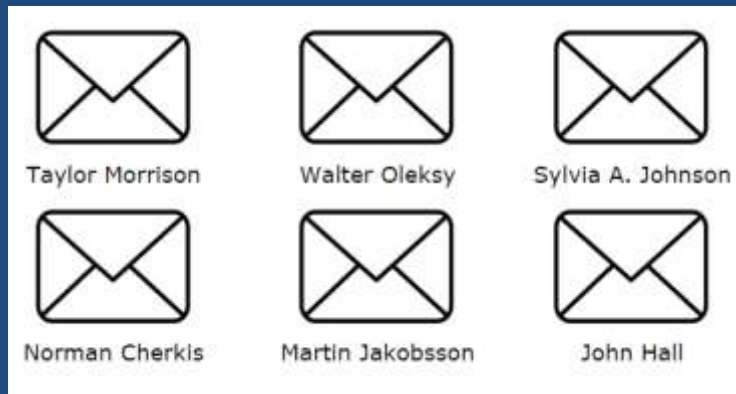 Taylor Morrison
Walter Oleksy
Sylvia A. Johnson
Norman Cherkis
Martin Jakobsson
John Hall